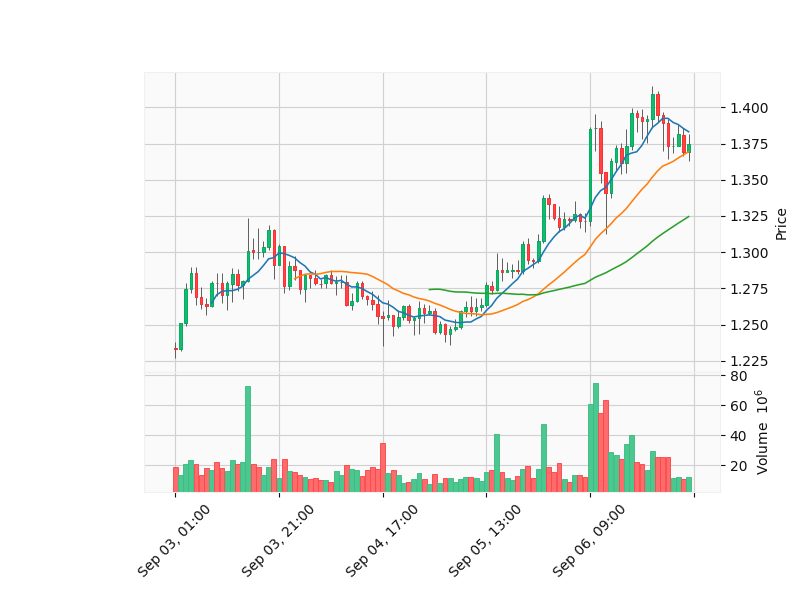 1.400
1.375
1.350
1.325
1.300
1.275
1.250
1.225
Price
80
60
40
20
Volume 10⁶
Sep 03, 01:00
Sep 03, 21:00
Sep 04, 17:00
Sep 05, 13:00
Sep 06, 09:00